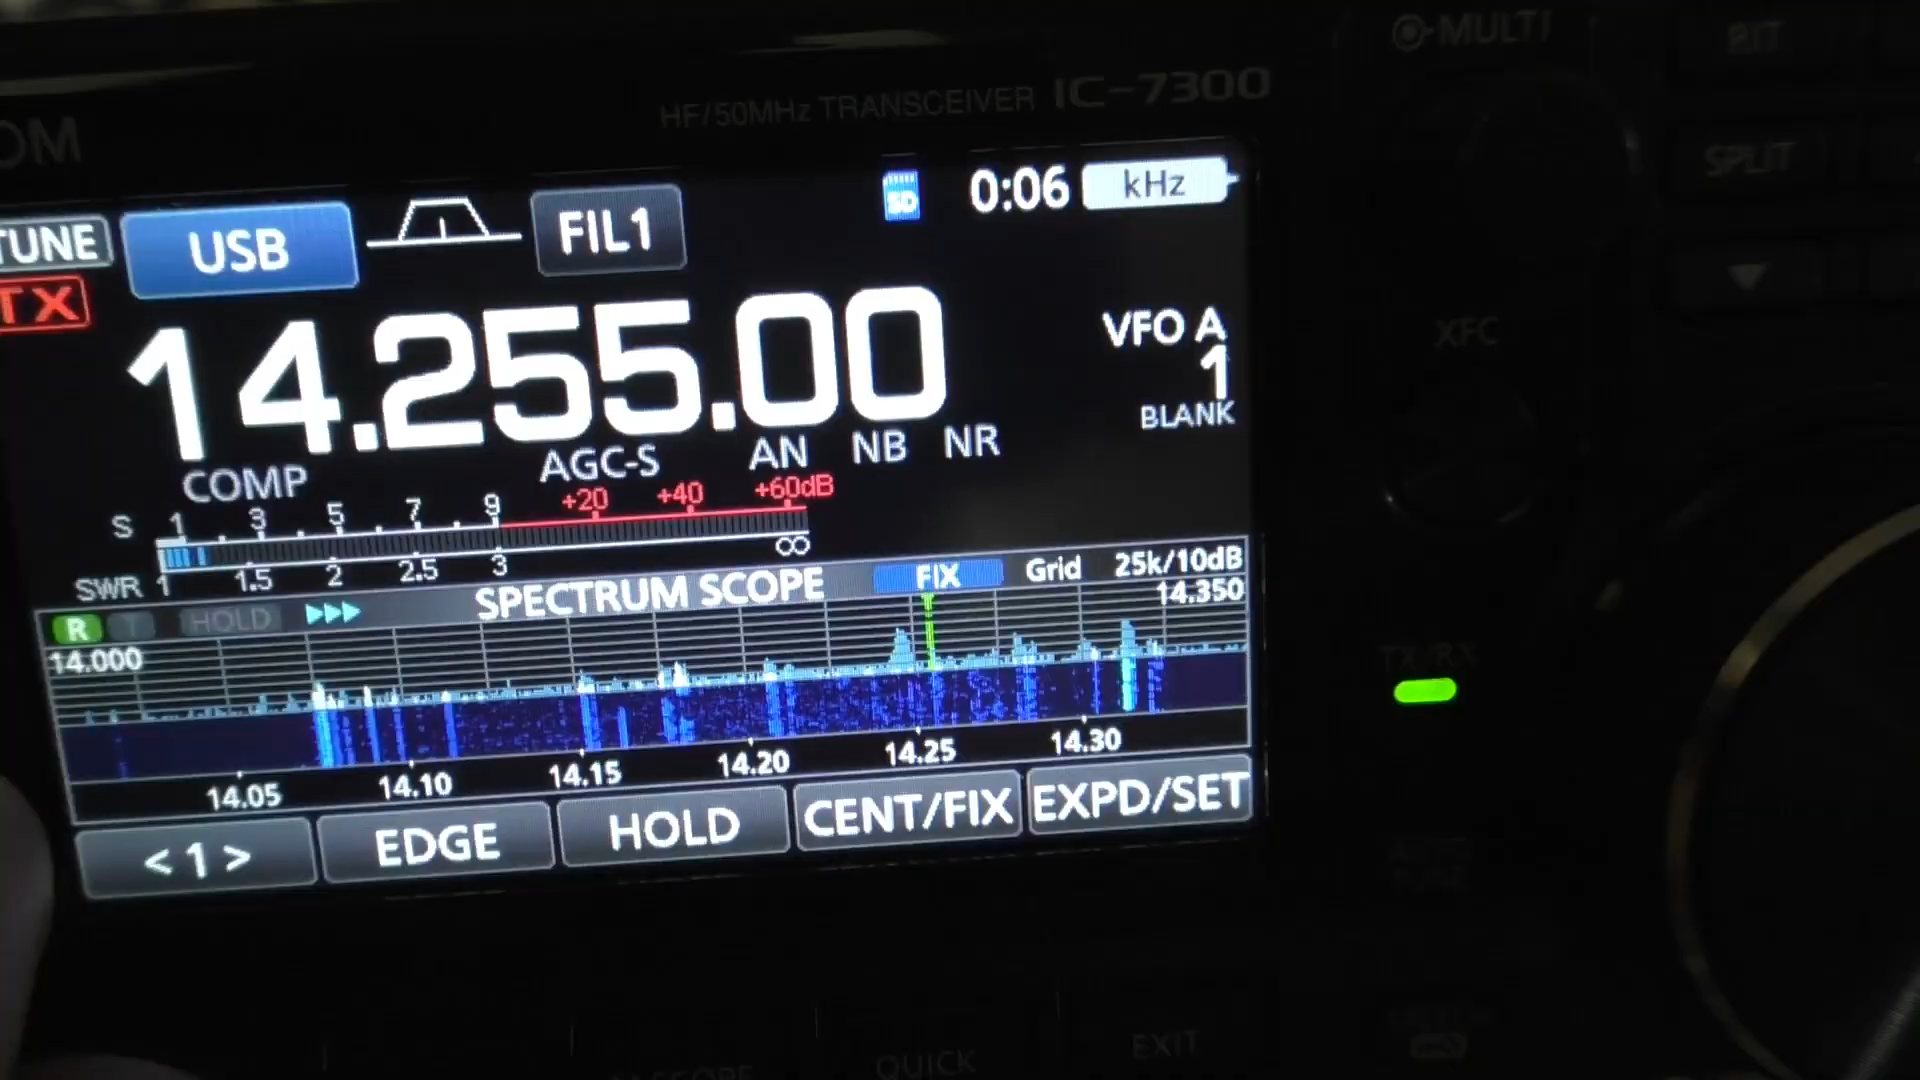 MULTI
RIT
HF/50MHz TRANSCEIVER IC-7300
OM
SPLIT
0:06 kHz
SD
TUNE USB FIL1
TX
14.255.00
VFO A
1
BLANK
XFC
COMP AGC-S AN NB NR
S 1 3 5 7 9 +20 +40 +60dB
SWR 1 1.5 2 2.5 3 ∞
SPECTRUM SCOPE FIX Grid 25k/10dB
R T HOLD
14.000 14.350
TX/RX
14.05 14.10 14.15 14.20 14.25 14.30
< 1 > EDGE HOLD CENT/FIX EXPD/SET
QUICK EXIT